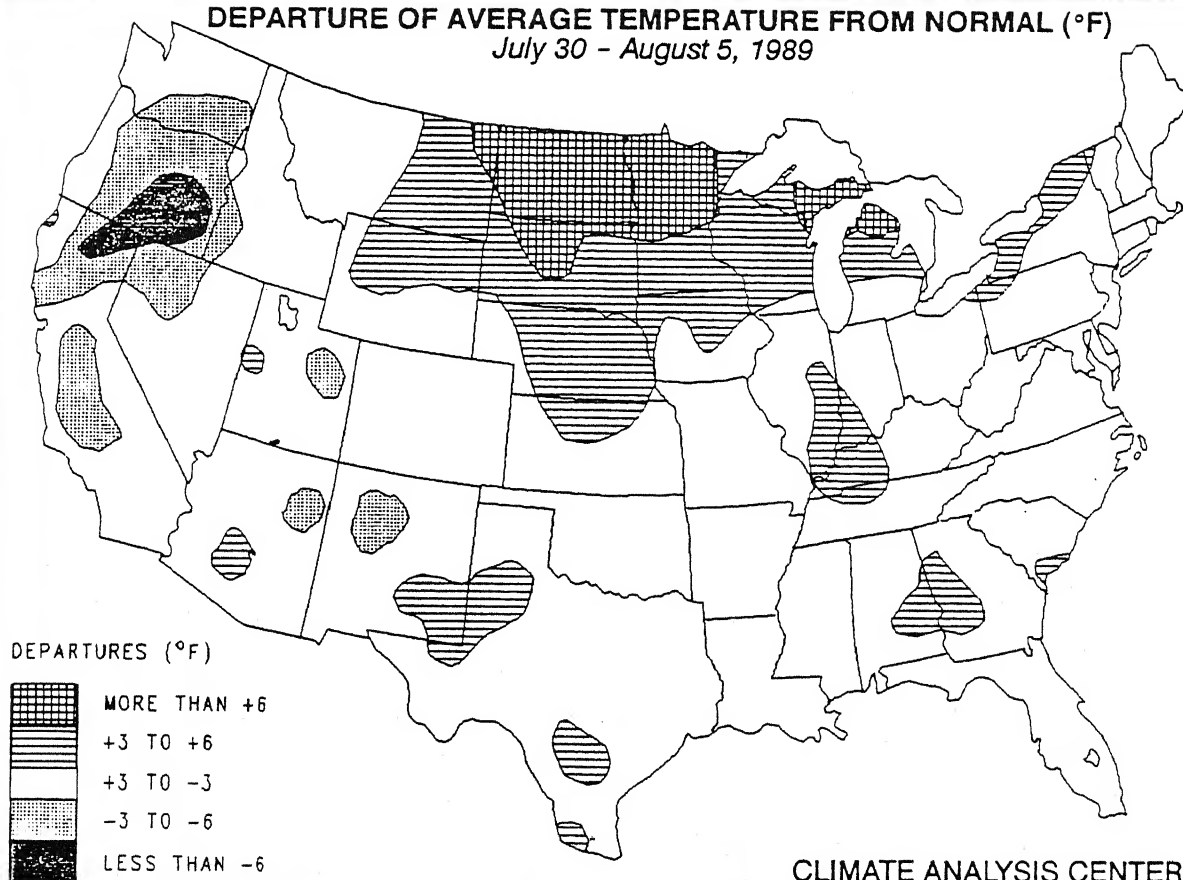 DEPARTURE OF AVERAGE TEMPERATURE FROM NORMAL (°F)
July 30 – August 5, 1989
DEPARTURES (°F)
MORE THAN +6
+3 TO +6
+3 TO -3
-3 TO -6
LESS THAN -6
CLIMATE ANALYSIS CENTER